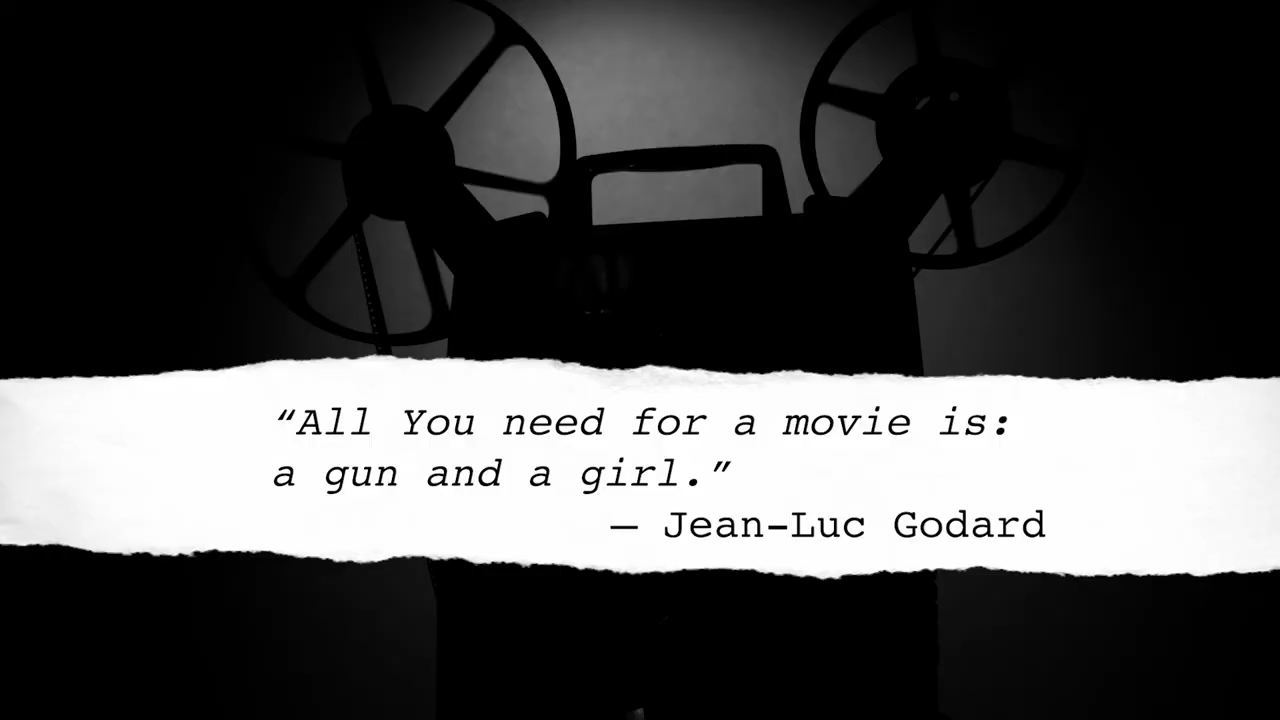 “All You need for a movie is:
a gun and a girl.”
— Jean-Luc Godard